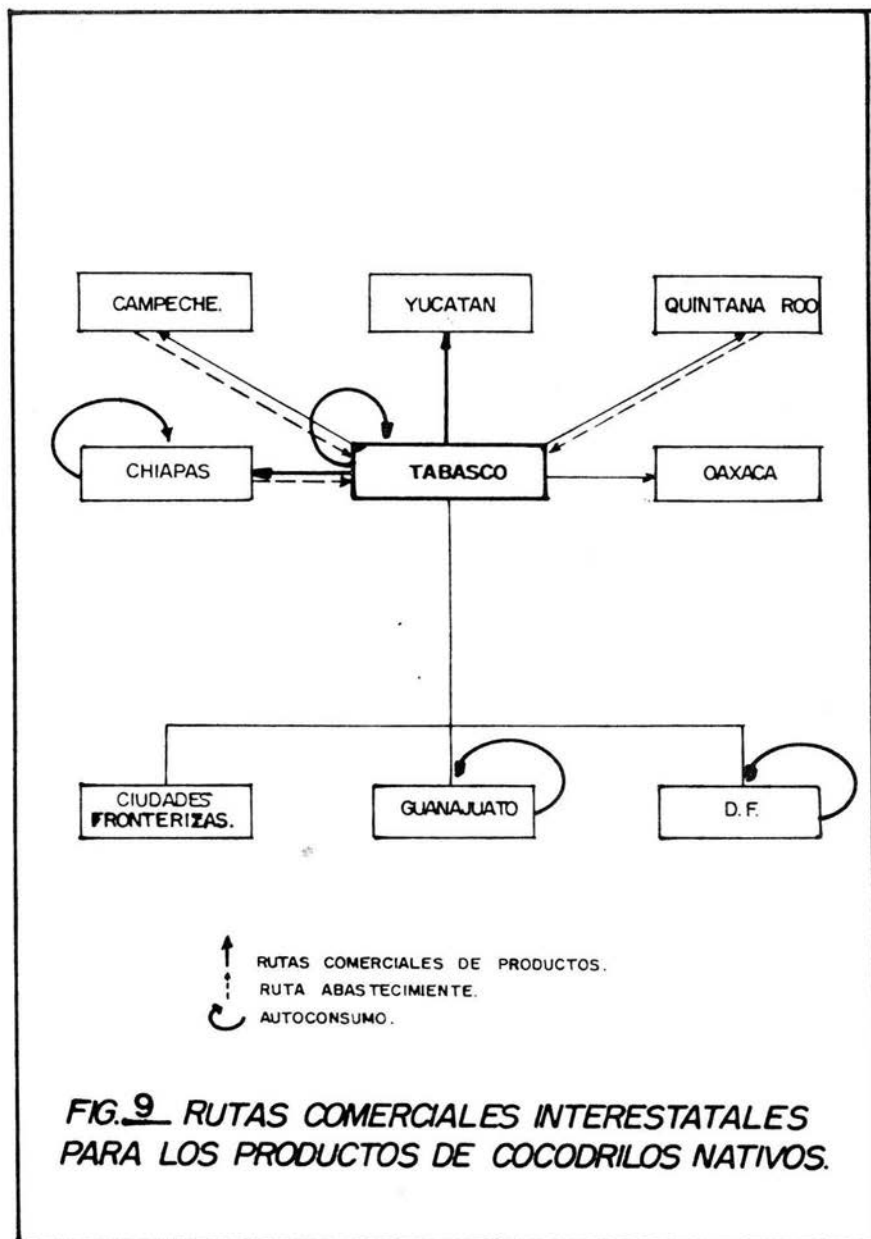 CAMPECHE.
YUCATAN
QUINTANA ROO
CHIAPAS
TABASCO
OAXACA
CIUDADES
FRONTERIZAS.
GUANAJUATO
D.F.
RUTAS COMERCIALES DE PRODUCTOS.
RUTA ABASTECIMIENTE.
AUTOCONSUMO.
FIG. 9 RUTAS COMERCIALES INTERESTATALES
PARA LOS PRODUCTOS DE COCODRILOS NATIVOS.